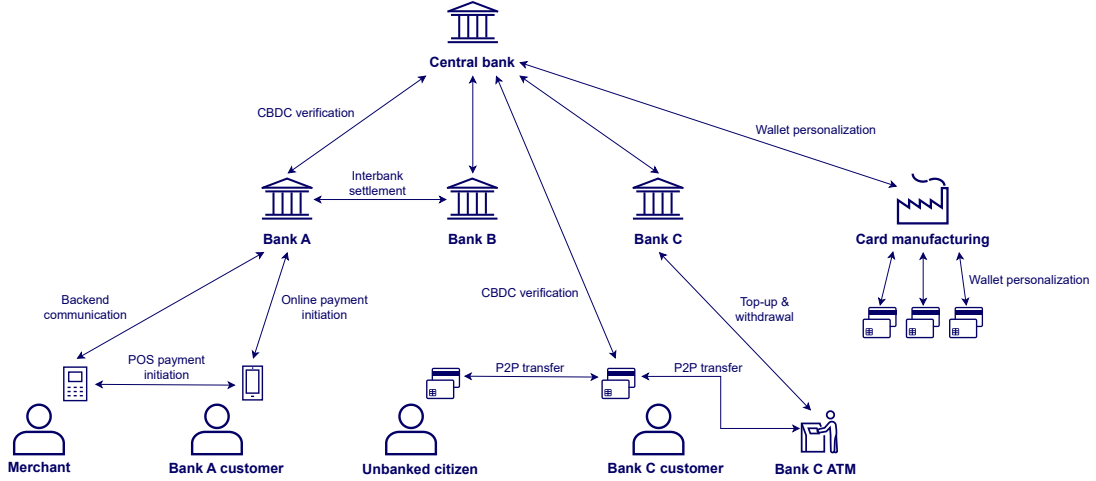 Central bank
CBDC verification
Wallet personalization
Interbank
settlement
Bank A
Bank B
Bank C
Card manufacturing
Backend
communication
Online payment
initiation
CBDC verification
Top-up &
withdrawal
Wallet personalization
POS payment
initiation
P2P transfer
P2P transfer
Merchant
Bank A customer
Unbanked citizen
Bank C customer
Bank C ATM